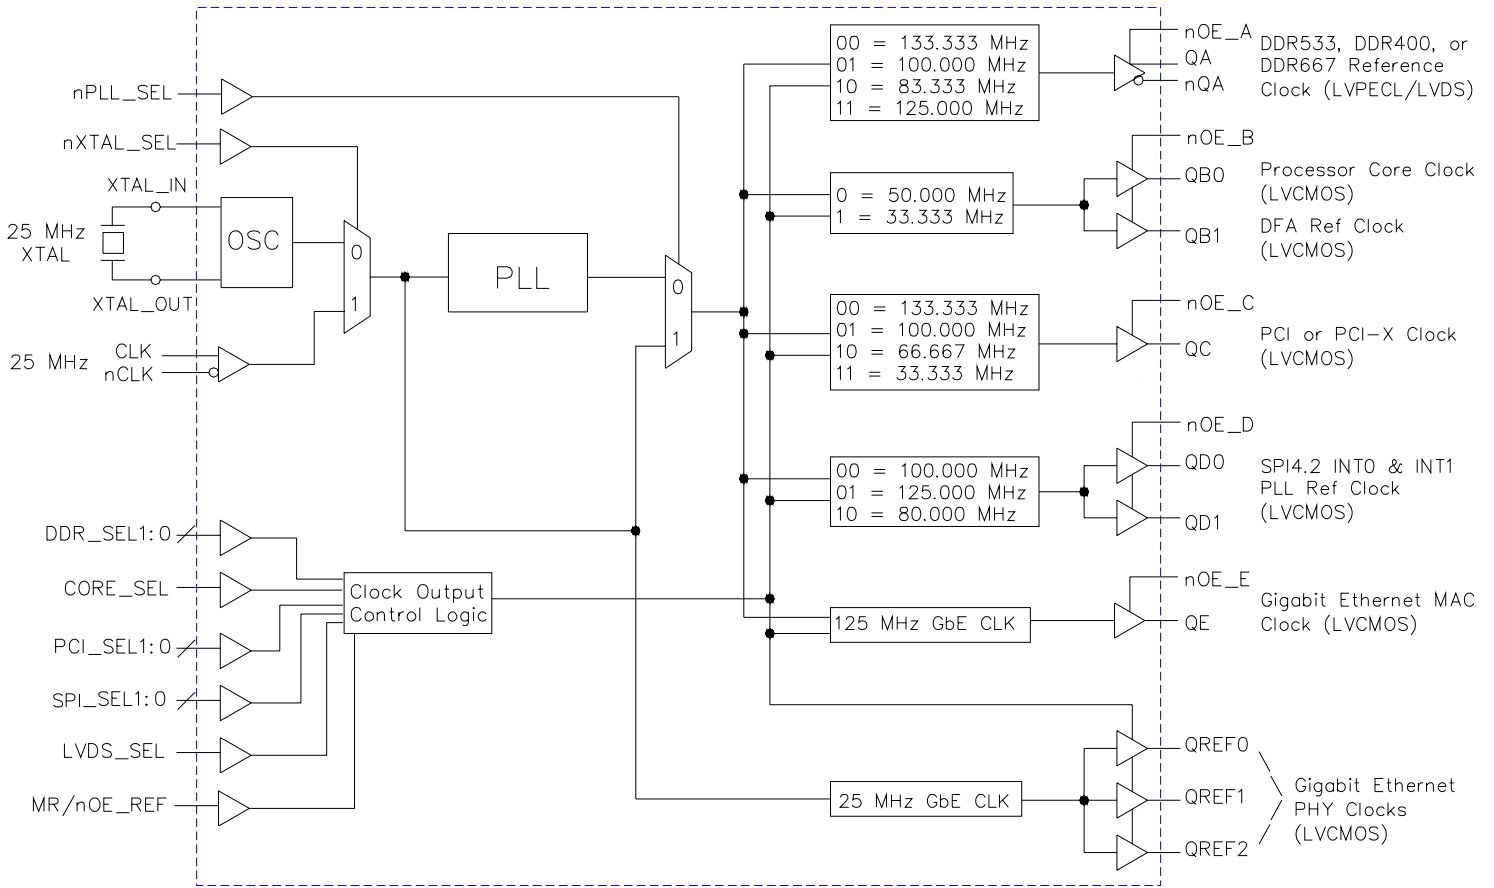 nPLL_SEL
nXTAL_SEL
XTAL_IN
25 MHz
XTAL
XTAL_OUT
OSC
0
1
25 MHz
CLK
nCLK
PLL
0
1
DDR_SEL1:0
CORE_SEL
PCI_SEL1:0
SPI_SEL1:0
LVDS_SEL
MR/nOE_REF
Clock Output
Control Logic
00 = 133.333 MHz
01 = 100.000 MHz
10 = 83.333 MHz
11 = 125.000 MHz
nOE_A
QA
nQA
DDR533, DDR400, or
DDR667 Reference
Clock (LVPECL/LVDS)
0 = 50.000 MHz
1 = 33.333 MHz
nOE_B
QB0
QB1
Processor Core Clock
(LVCMOS)
DFA Ref Clock
(LVCMOS)
00 = 133.333 MHz
01 = 100.000 MHz
10 = 66.667 MHz
11 = 33.333 MHz
nOE_C
QC
PCI or PCI-X Clock
(LVCMOS)
00 = 100.000 MHz
01 = 125.000 MHz
10 = 80.000 MHz
nOE_D
QD0
QD1
SPI4.2 INT0 & INT1
PLL Ref Clock
(LVCMOS)
125 MHz GbE CLK
nOE_E
QE
Gigabit Ethernet MAC
Clock (LVCMOS)
25 MHz GbE CLK
QREF0
QREF1
QREF2
Gigabit Ethernet
PHY Clocks
(LVCMOS)